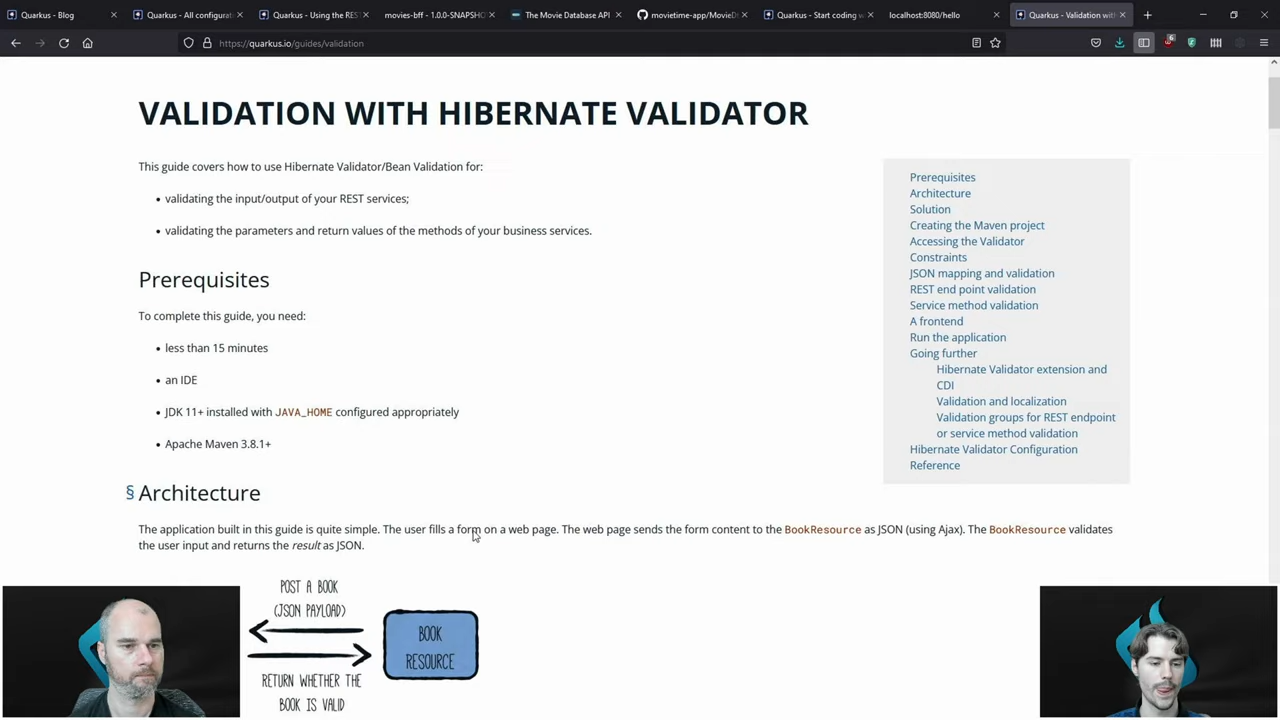 Quarkus - Blog
Quarkus - All configurat
Quarkus - Using the RES
movies-bff - 1.0.0-SNAPSHO
The Movie Database API
movietime-app/MovieD
Quarkus - Start coding w
localhost:8080/hello
Quarkus - Validation wit
https://quarkus.io/guides/validation
6
VALIDATION WITH HIBERNATE VALIDATOR
This guide covers how to use Hibernate Validator/Bean Validation for:
• validating the input/output of your REST services;
• validating the parameters and return values of the methods of your business services.
Prerequisites
To complete this guide, you need:
• less than 15 minutes
• an IDE
• JDK 11+ installed with JAVA_HOME configured appropriately
• Apache Maven 3.8.1+
Prerequisites
Architecture
Solution
Creating the Maven project
Accessing the Validator
Constraints
JSON mapping and validation
REST end point validation
Service method validation
A frontend
Run the application
Going further
Hibernate Validator extension and
CDI
Validation and localization
Validation groups for REST endpoint
or service method validation
Hibernate Validator Configuration
Reference
§ Architecture
The application built in this guide is quite simple. The user fills a form on a web page. The web page sends the form content to the BookResource as JSON (using Ajax). The BookResource validates
the user input and returns the result as JSON.
POST A BOOK
(JSON PAYLOAD)
BOOK
RESOURCE
RETURN WHETHER THE
BOOK IS VALID